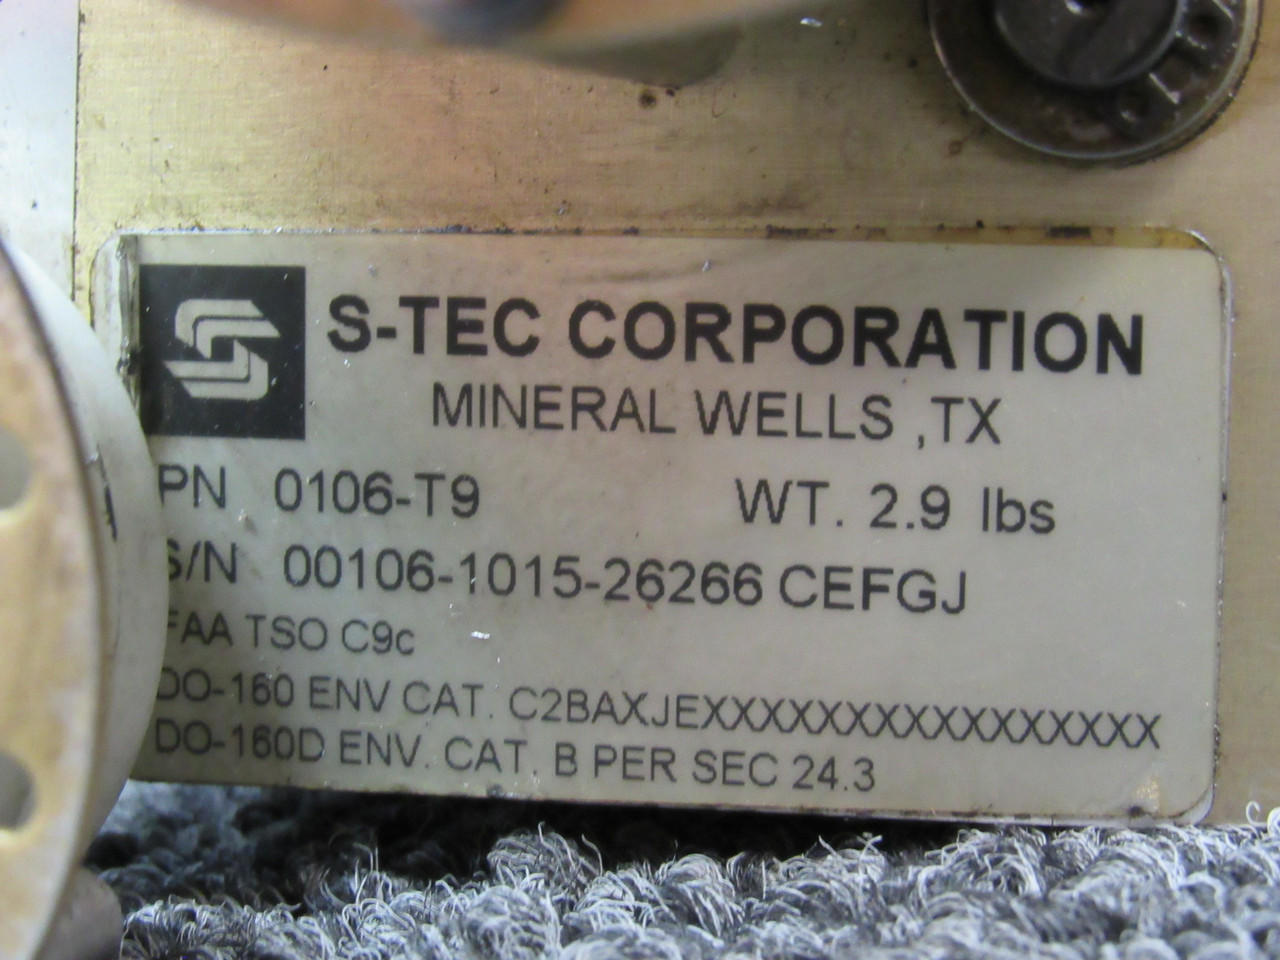 S-TEC CORPORATION
MINERAL WELLS ,TX
PN 0106-T9 WT. 2.9 lbs
S/N 00106-1015-26266 CEFGJ
FAA TSO C9c
DO-160 ENV CAT. C2BAXJEXXXXXXXXXXXXXXXX
DO-160D ENV. CAT. B PER SEC 24.3